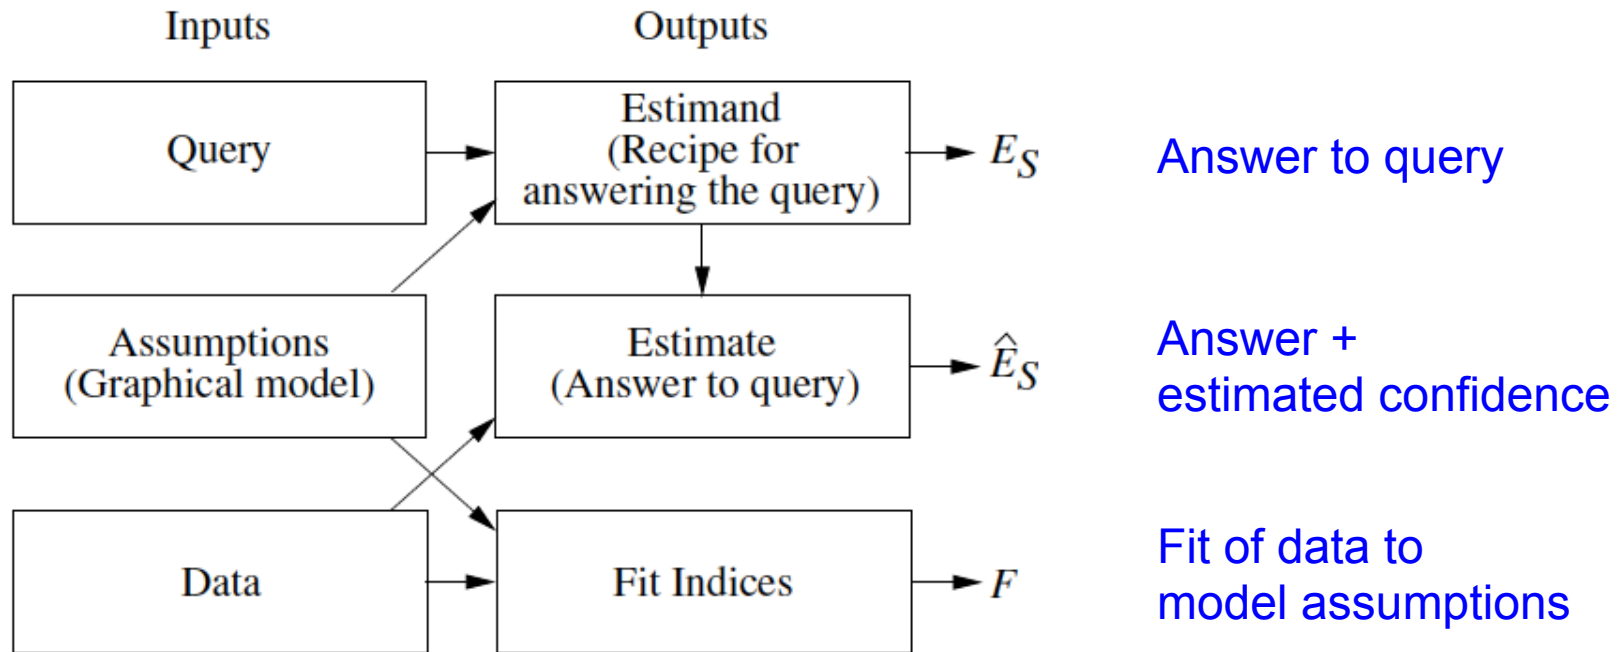 Inputs
Outputs
Query
Estimand
(Recipe for
answering the query)
E_S
Answer to query
Assumptions
(Graphical model)
Estimate
(Answer to query)
Ê_S
Answer +
estimated confidence
Data
Fit Indices
F
Fit of data to
model assumptions